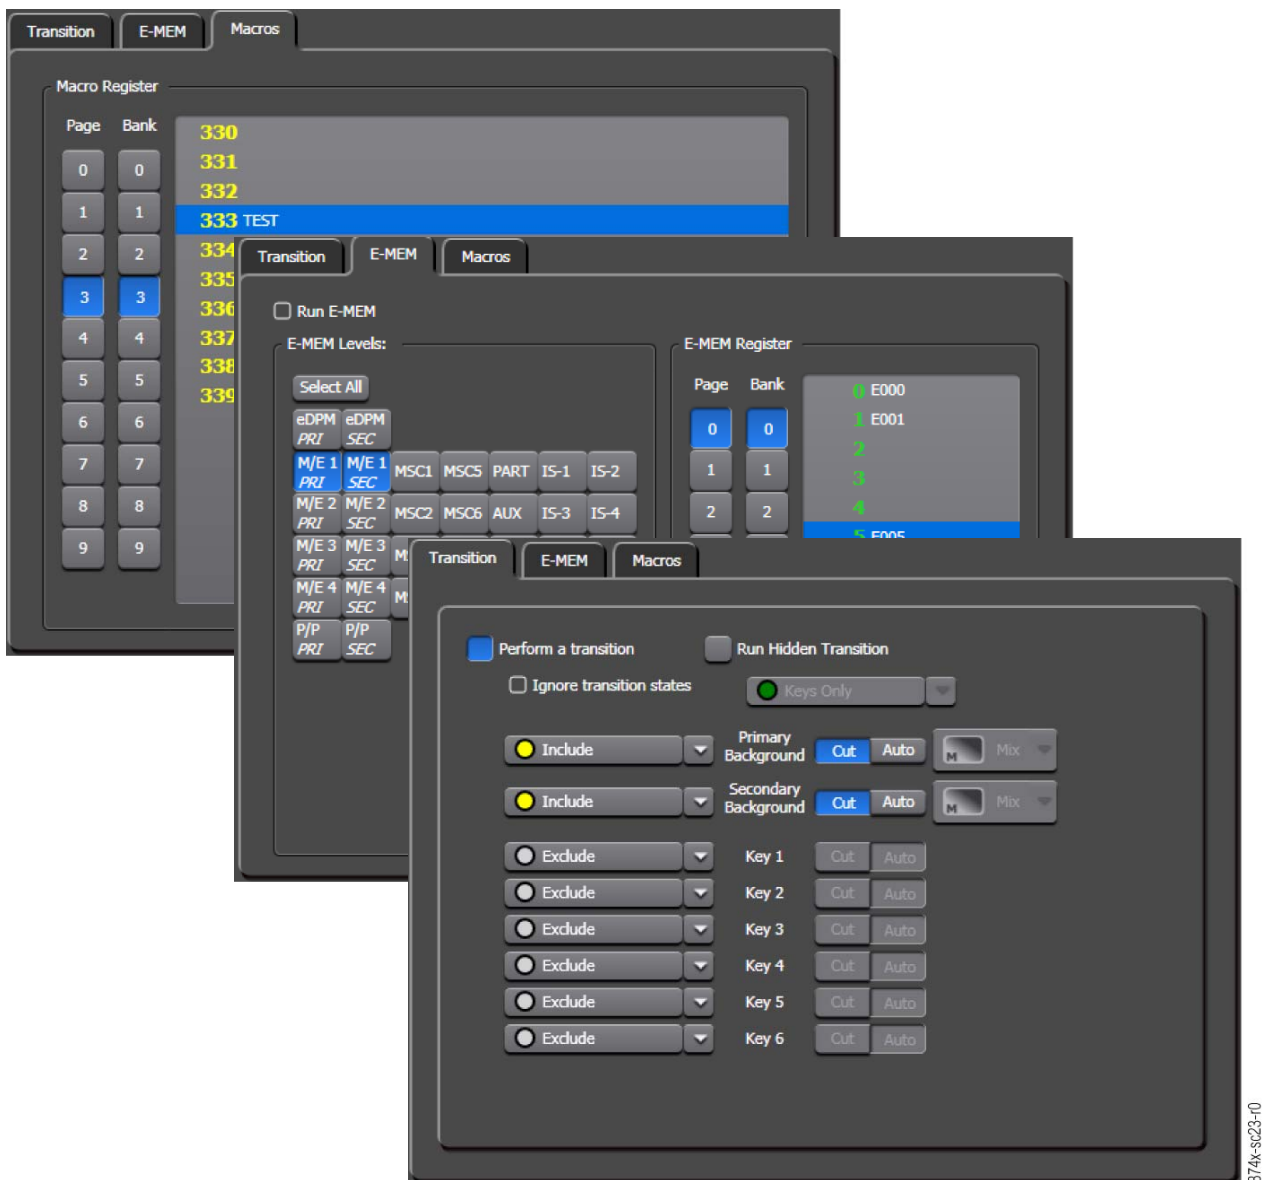 Transition E-MEM Macros
Macro Register
Page Bank
330
331
332
333 TEST
334
335
336
337
338
339
0 0
1 1
2 2
3 3
4 4
5 5
6 6
7 7
8 8
9 9
Transition E-MEM Macros
Run E-MEM
E-MEM Levels:
Select All
eDPM PRI eDPM SEC
M/E 1 PRI M/E 1 SEC MSC1 MSC5 PART IS-1 IS-2
M/E 2 PRI M/E 2 SEC MSC2 MSC6 AUX IS-3 IS-4
M/E 3 PRI M/E 3 SEC
M/E 4 PRI M/E 4 SEC
P/P PRI P/P SEC
E-MEM Register
Page Bank
0 0
1 1
2 2
0 E000
1 E001
2
3
4
5 E005
Transition E-MEM Macros
Perform a transition Run Hidden Transition
Ignore transition states Keys Only
Include Primary Background Cut Auto M Mix
Include Secondary Background Cut Auto M Mix
Exclude Key 1 Cut Auto
Exclude Key 2 Cut Auto
Exclude Key 3 Cut Auto
Exclude Key 4 Cut Auto
Exclude Key 5 Cut Auto
Exclude Key 6 Cut Auto
374x-sc23-r0